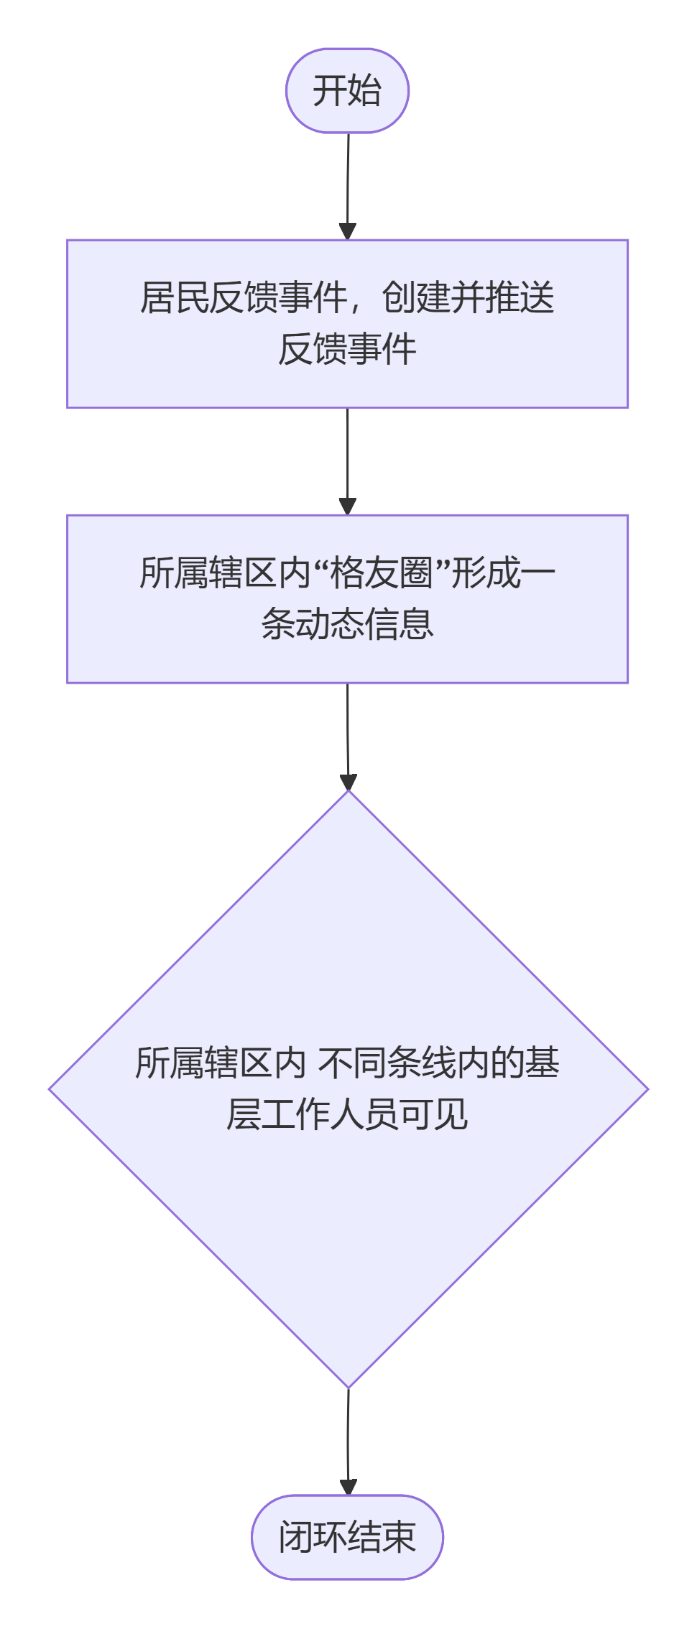 开始
居民反馈事件，创建并推送
反馈事件
所属辖区内“格友圈”形成一
条动态信息
所属辖区内 不同条线内的基
层工作人员可见
闭环结束